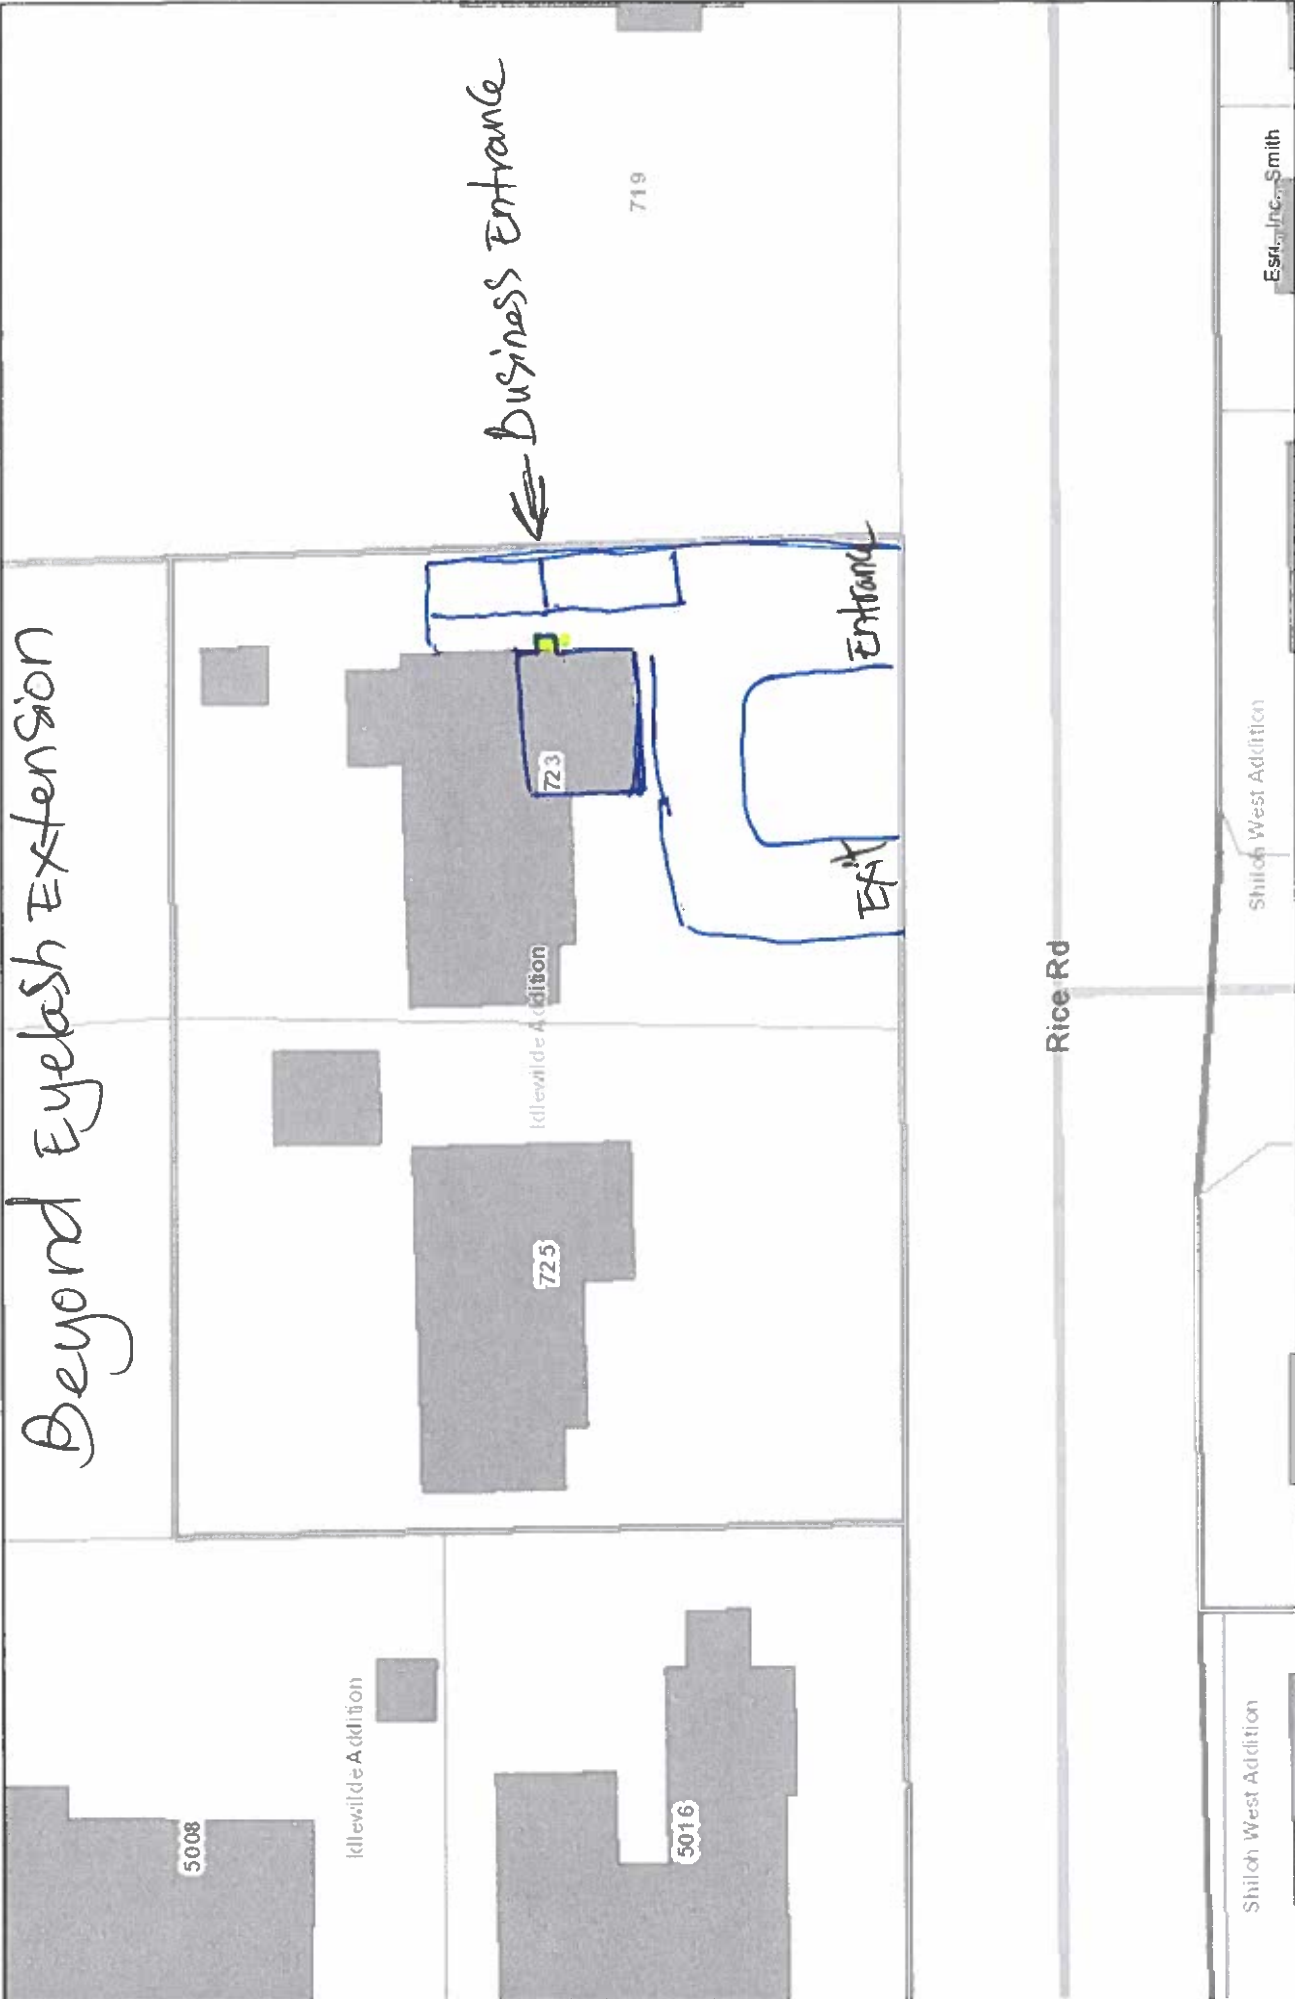 Beyond Eyelash Extension
← Business Entrance
719
723
Entrance
Exit
Idlewilde Addition
725
Rice Rd
Esri, Inc., Smith
Shiloh West Addition
5008
Idlewilde Addition
5016
Shiloh West Addition